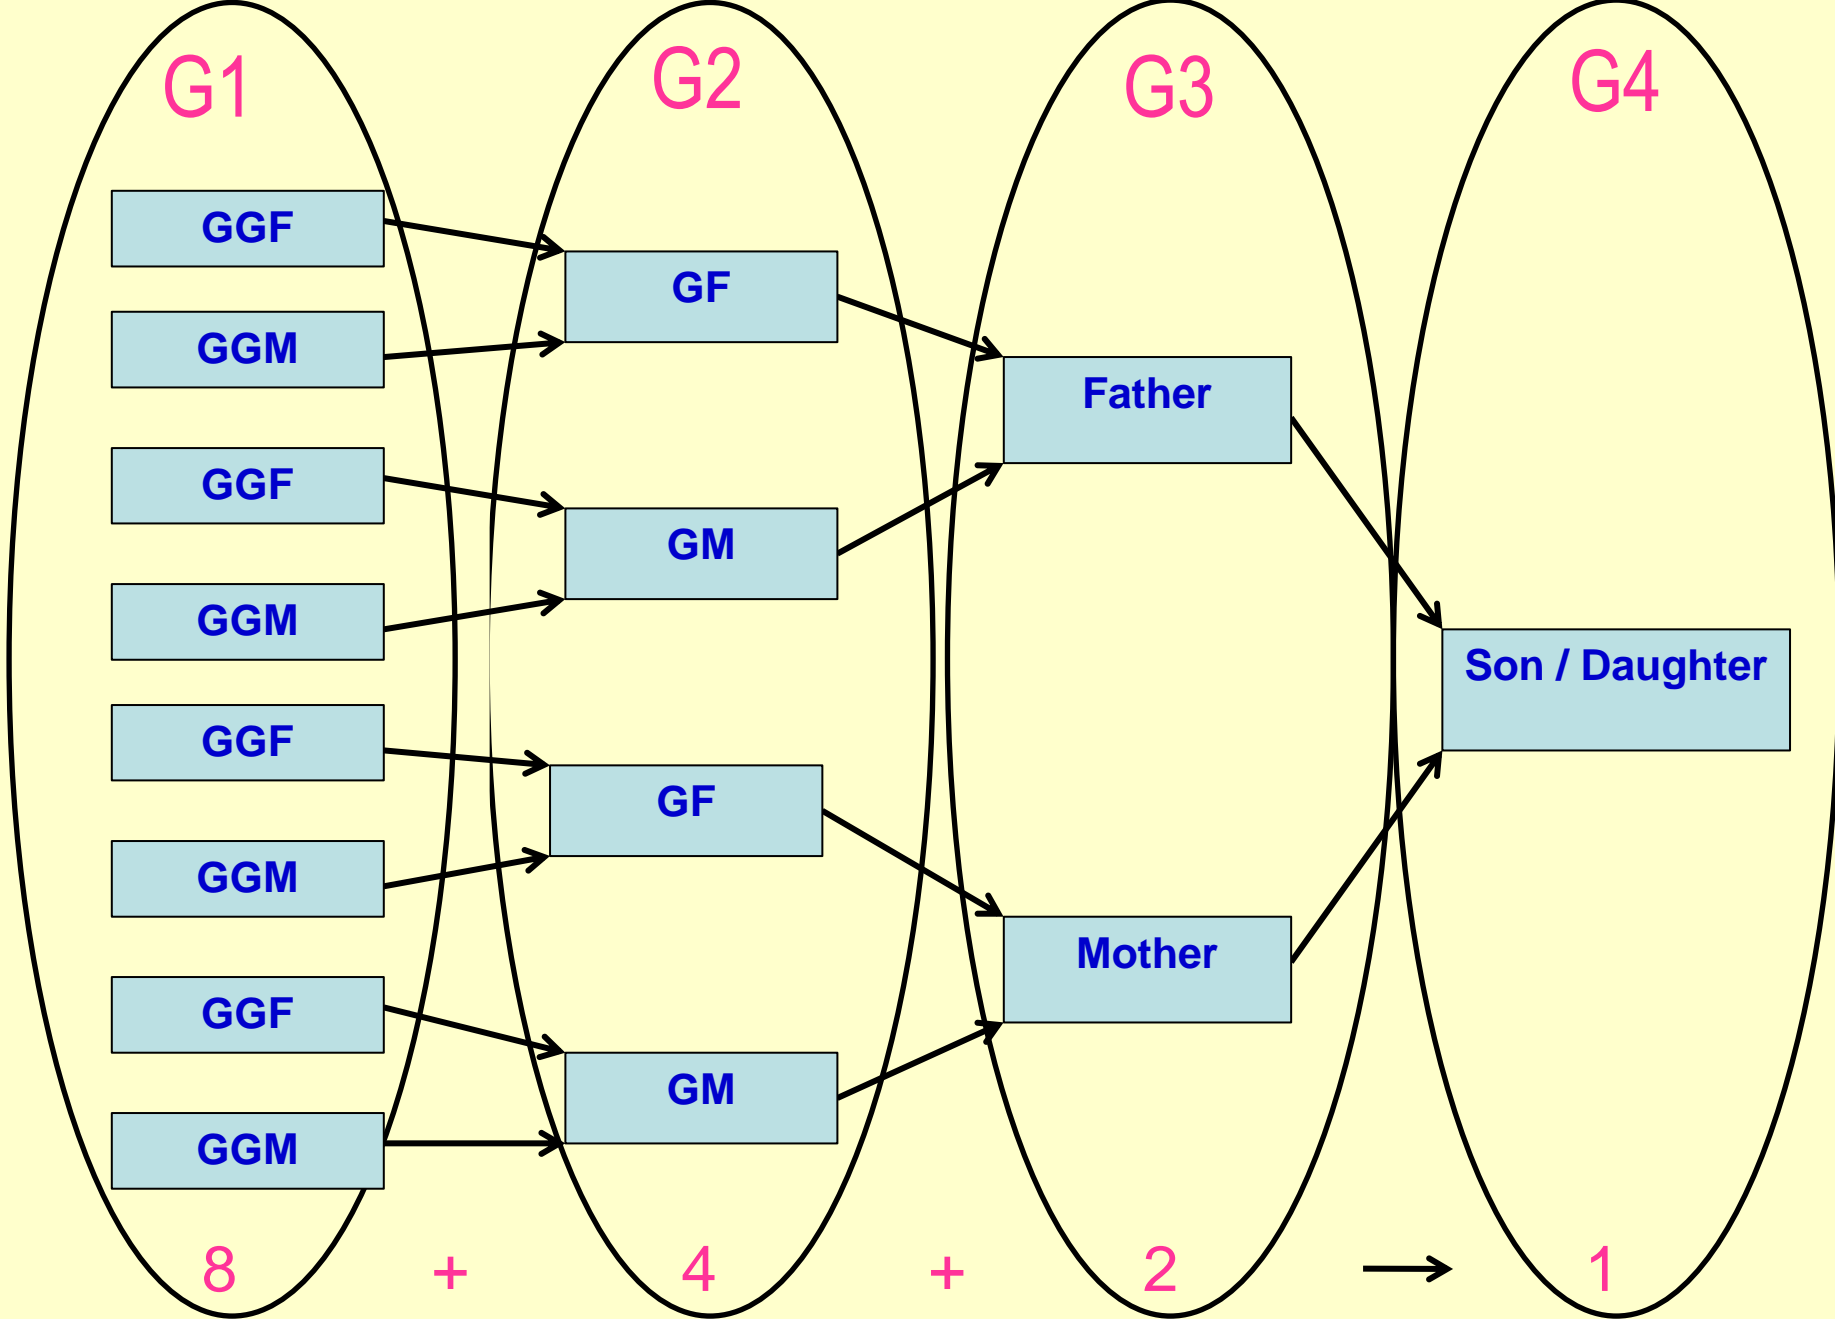 G1
G2
G3
G4
GGF
GGM
GGF
GGM
GGF
GGM
GGF
GGM
GF
GM
GF
GM
Father
Mother
Son / Daughter
8 + 4 + 2 → 1